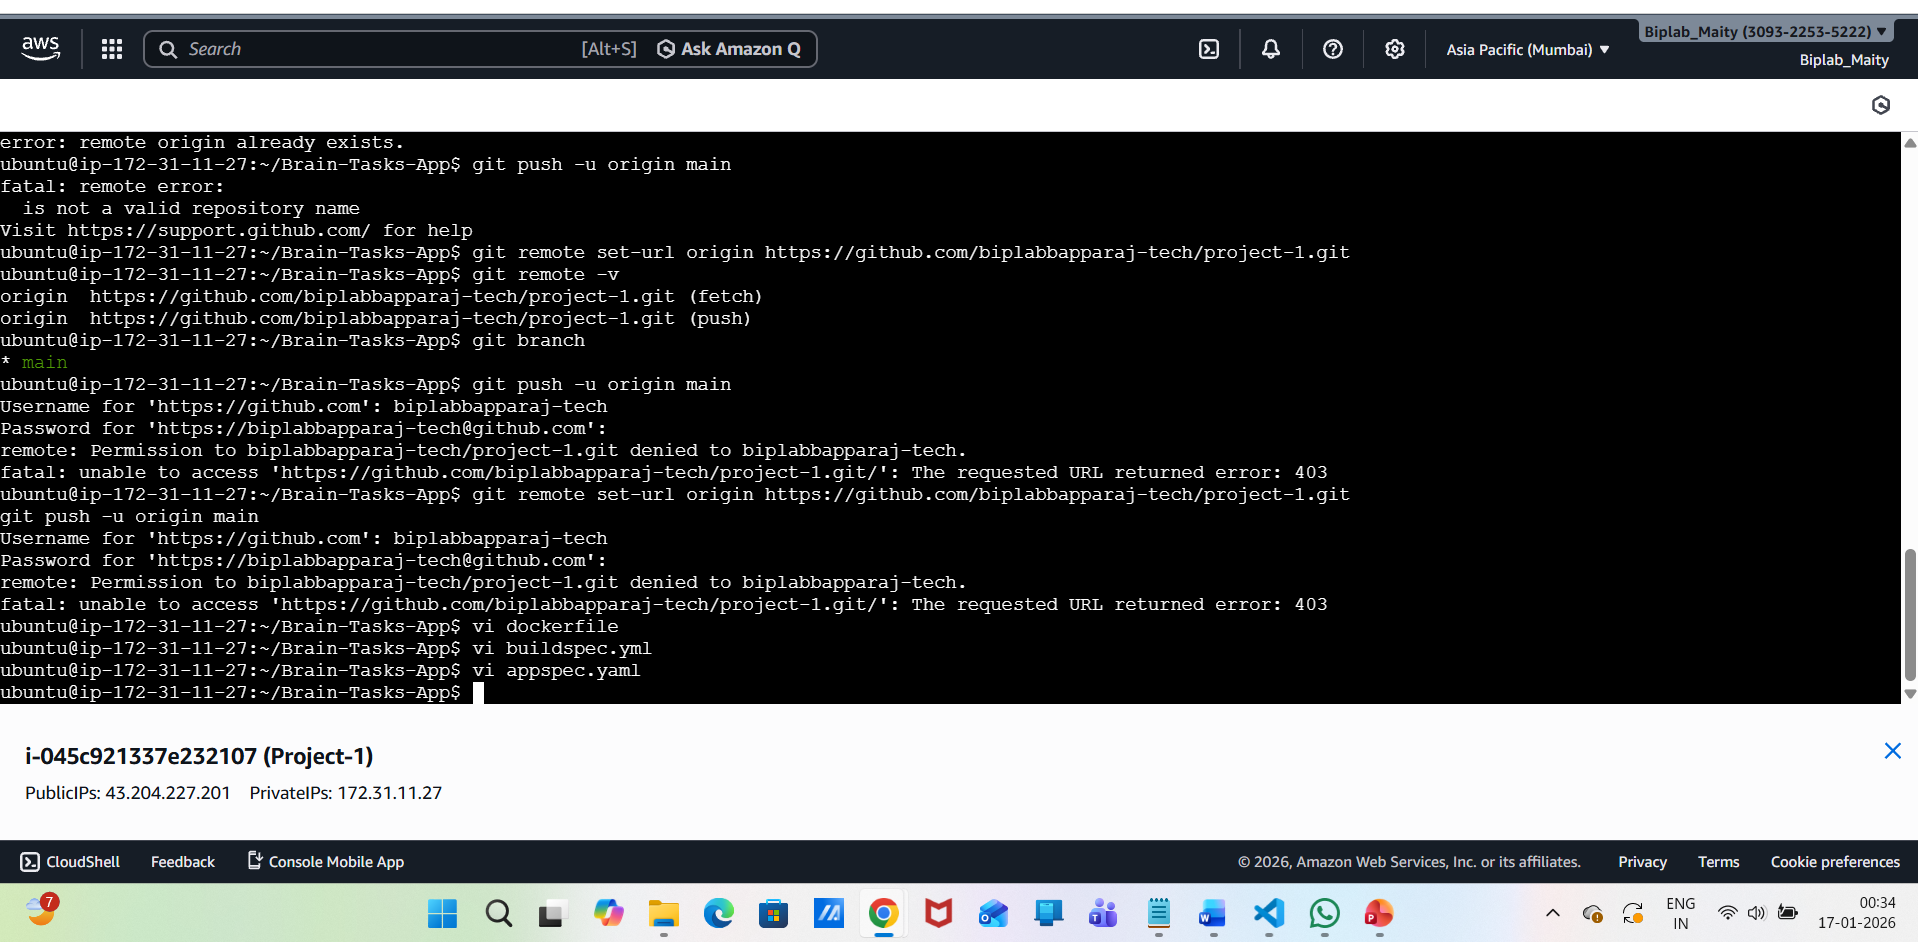 aws
Search [Alt+S] Ask Amazon Q
Asia Pacific (Mumbai) ▼
Biplab_Maity (3093-2253-5222) ▼
Biplab_Maity
error: remote origin already exists.
ubuntu@ip-172-31-11-27:~/Brain-Tasks-App$ git push -u origin main
fatal: remote error:
  is not a valid repository name
Visit https://support.github.com/ for help
ubuntu@ip-172-31-11-27:~/Brain-Tasks-App$ git remote set-url origin https://github.com/biplabbapparaj-tech/project-1.git
ubuntu@ip-172-31-11-27:~/Brain-Tasks-App$ git remote -v
origin  https://github.com/biplabbapparaj-tech/project-1.git (fetch)
origin  https://github.com/biplabbapparaj-tech/project-1.git (push)
ubuntu@ip-172-31-11-27:~/Brain-Tasks-App$ git branch
* main
ubuntu@ip-172-31-11-27:~/Brain-Tasks-App$ git push -u origin main
Username for 'https://github.com': biplabbapparaj-tech
Password for 'https://biplabbapparaj-tech@github.com':
remote: Permission to biplabbapparaj-tech/project-1.git denied to biplabbapparaj-tech.
fatal: unable to access 'https://github.com/biplabbapparaj-tech/project-1.git/': The requested URL returned error: 403
ubuntu@ip-172-31-11-27:~/Brain-Tasks-App$ git remote set-url origin https://github.com/biplabbapparaj-tech/project-1.git
git push -u origin main
Username for 'https://github.com': biplabbapparaj-tech
Password for 'https://biplabbapparaj-tech@github.com':
remote: Permission to biplabbapparaj-tech/project-1.git denied to biplabbapparaj-tech.
fatal: unable to access 'https://github.com/biplabbapparaj-tech/project-1.git/': The requested URL returned error: 403
ubuntu@ip-172-31-11-27:~/Brain-Tasks-App$ vi dockerfile
ubuntu@ip-172-31-11-27:~/Brain-Tasks-App$ vi buildspec.yml
ubuntu@ip-172-31-11-27:~/Brain-Tasks-App$ vi appspec.yaml
ubuntu@ip-172-31-11-27:~/Brain-Tasks-App$
i-045c921337e232107 (Project-1)
PublicIPs: 43.204.227.201 PrivateIPs: 172.31.11.27
CloudShell Feedback Console Mobile App © 2026, Amazon Web Services, Inc. or its affiliates. Privacy Terms Cookie preferences
7
ENG
IN
00:34
17-01-2026